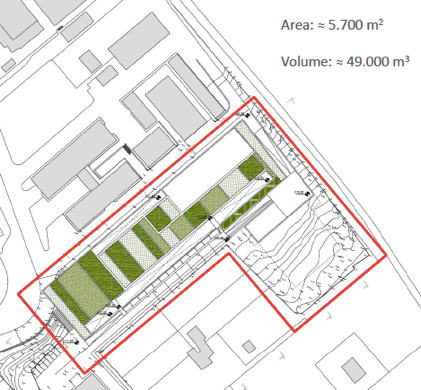 Area: ≈ 5.700 m²
Volume: ≈ 49.000 m³